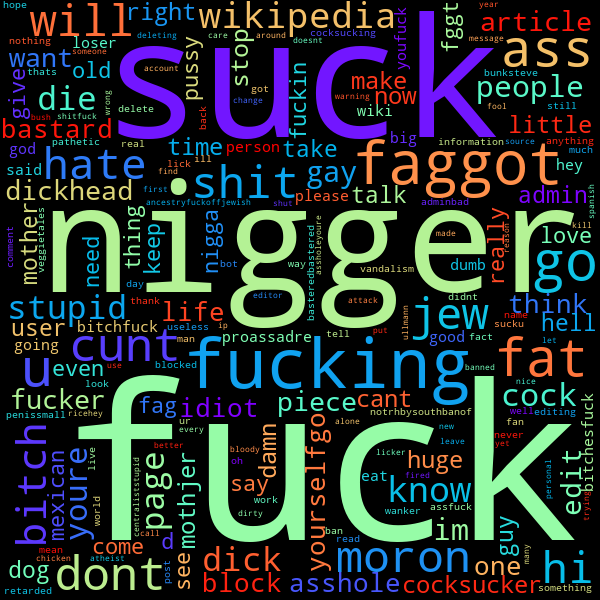 hope
nothing
someone
deleting
cocksucking
around
doesnt
year
message
will
right
wikipedia
article
loser
care
youfuck
want
old
pussy
stop
fggt
ass
thats
account
got
bunksteve
give
die
shitfuck
wrong
delete
change
suck
fuckin
make
now
people
wiki
still
bastard
pathetic
real
back
warning
fool
bush
god
time
person
take
big
information
source
little
anything
much
said
lick
ill
find
hate
shit
gay
please
talk
hey
faggot
admin
dickhead
first
ancestryfuckoffjewish
shut
adminbad
kill
spanish
mother
thing
keep
nigga
basteredbastered
assholeyoure
made
dumb
really
reason
love
comment
veggietales
need
nigger
bot
way
vandalism
go
day
thank
editor
attack
didnt
think
stupid
life
jew
name
hell
user
bitchfuck
useless
ip
put
ullmann
sucku
going
man
proassadre
tell
good
fact
let
cunt
fucking
fat
u
even
look
use
blocked
banned
nice
fucker
penissmall
ricehey
fag
idiot
piece
cant
cock
bitch
mexican
youre
live
world
page
centraliststupid
better
mothjer
ur
every
bloody
oh
say
damn
alone
yourselfgo
notrhbysouthbanof
licker
fired
new
leave
huge
eat
fan
well
never
yet
editing
bitchesfuck
edit
personal
trying
fuck
work
dirty
wanker
assfuck
know
guy
many
dog
mean
chicken
atheist
retarded
come
call
d
post
see
dont
dick
block
ban
read
asshole
im
moron
cocksucker
one
hi
something